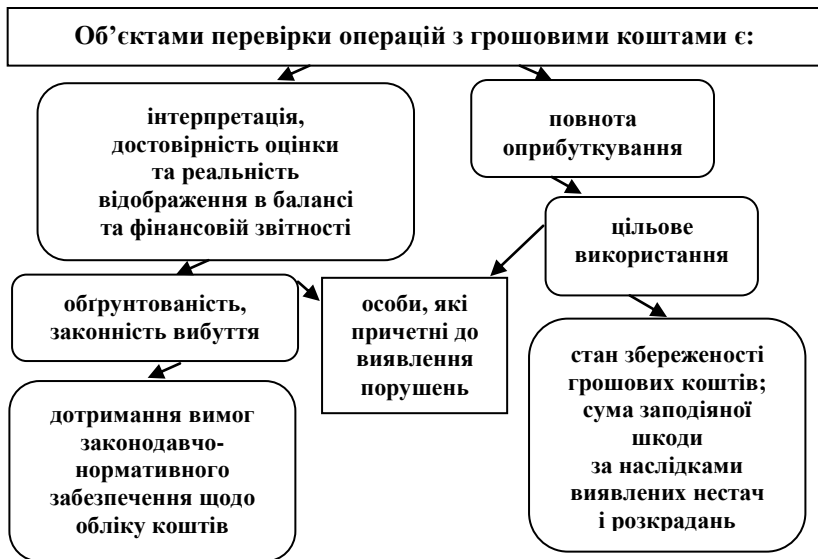 Об’єктами перевірки операцій з грошовими коштами є:
інтерпретація,
достовірність оцінки
та реальність
відображення в балансі
та фінансовій звітності
повнота
оприбуткування
цільове
використання
обґрунтованість,
законність вибуття
особи, які
причетні до
виявлення
порушень
стан збереженості
грошових коштів;
сума заподіяної
шкоди
за наслідками
виявлених нестач
і розкрадань
дотримання вимог
законодавчо-
нормативного
забезпечення щодо
обліку коштів